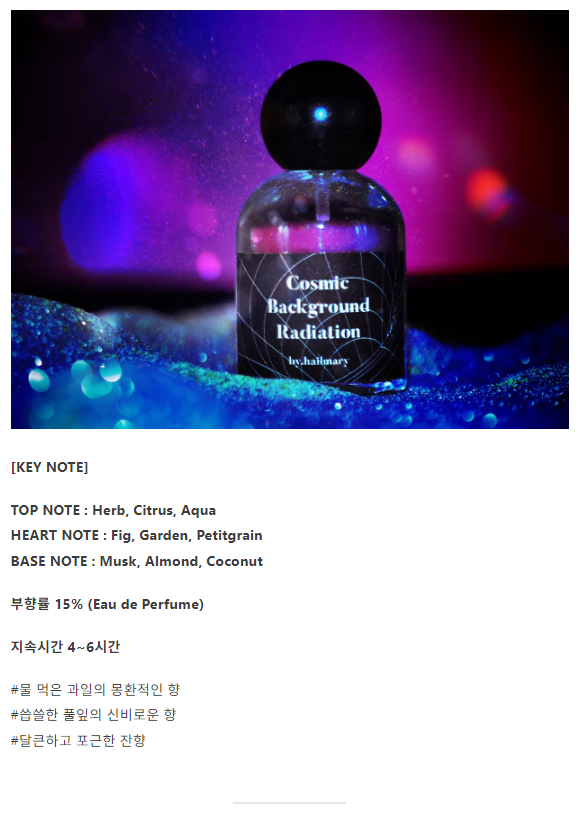 Cosmic
Background
Radiation
by.hailmary
[KEY NOTE]
TOP NOTE : Herb, Citrus, Aqua
HEART NOTE : Fig, Garden, Petitgrain
BASE NOTE : Musk, Almond, Coconut
부향률 15% (Eau de Perfume)
지속시간 4~6시간
#물 먹은 과일의 몽환적인 향
#씁쓸한 풀잎의 신비로운 향
#달큰하고 포근한 잔향